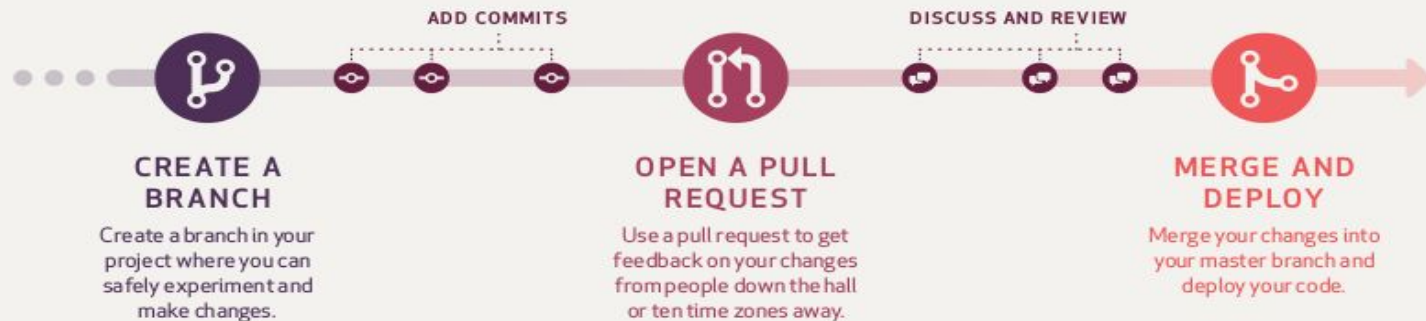 ADD COMMITS
DISCUSS AND REVIEW
CREATE A
BRANCH
Create a branch in your
project where you can
safely experiment and
make changes.
OPEN A PULL
REQUEST
Use a pull request to get
feedback on your changes
from people down the hall
or ten time zones away.
MERGE AND
DEPLOY
Merge your changes into
your master branch and
deploy your code.